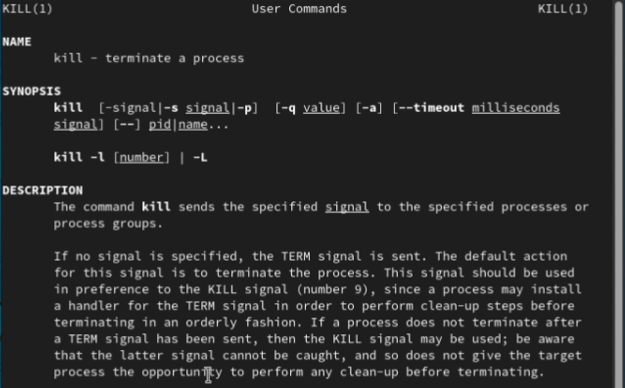 KILL(1) User Commands KILL(1)
NAME
kill - terminate a process
SYNOPSIS
kill [-signal|-s signal|-p] [-q value] [-a] [--timeout milliseconds
signal] [--] pid|name...
kill -l [number] | -L
DESCRIPTION
The command kill sends the specified signal to the specified processes or
process groups.
If no signal is specified, the TERM signal is sent. The default action
for this signal is to terminate the process. This signal should be used
in preference to the KILL signal (number 9), since a process may install
a handler for the TERM signal in order to perform clean-up steps before
terminating in an orderly fashion. If a process does not terminate after
a TERM signal has been sent, then the KILL signal may be used; be aware
that the latter signal cannot be caught, and so does not give the target
process the opportunity to perform any clean-up before terminating.